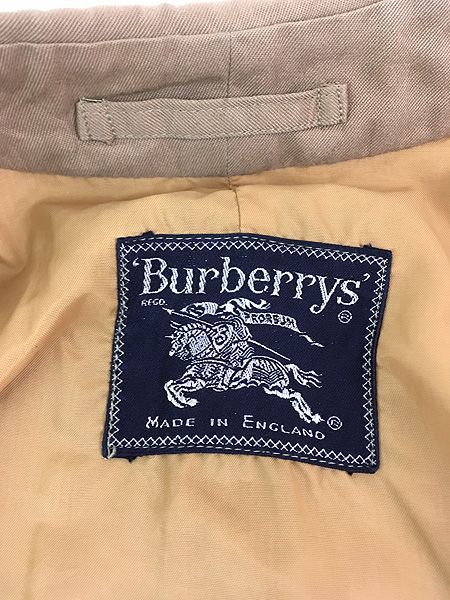 'Burberrys'
REGD.
PRORSUM
®
MADE IN ENGLAND ®